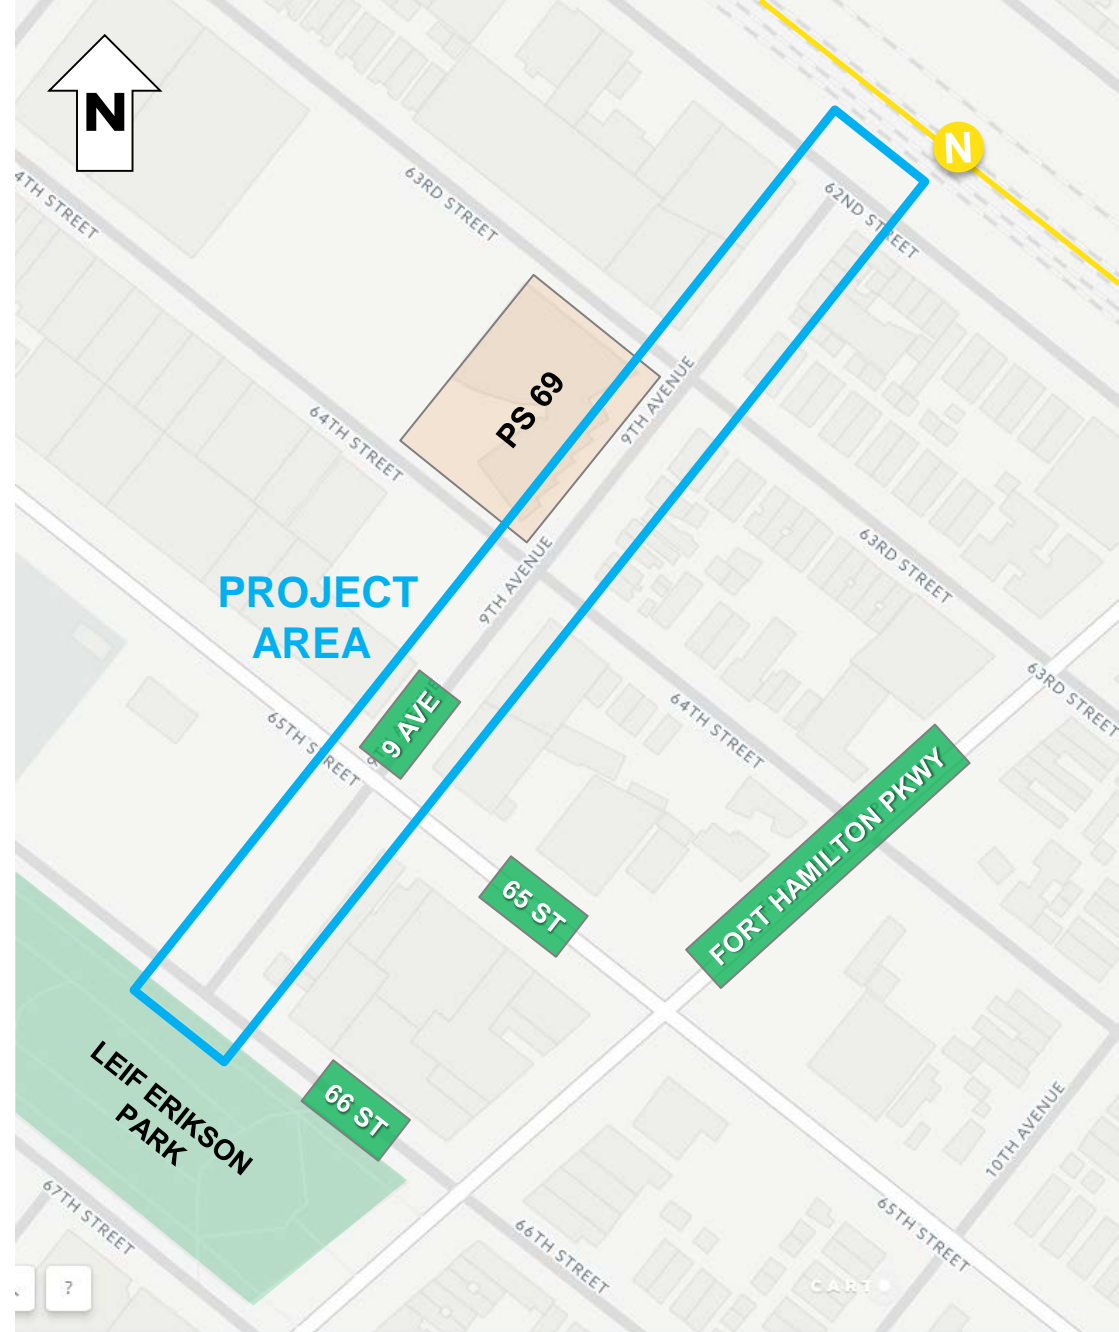 N
N
4TH STREET
63RD STREET
62ND STREET
PS 69
9TH AVENUE
64TH STREET
9TH AVENUE
63RD STREET
PROJECT
AREA
63RD STREET
9 AVE
64TH STREET
65TH STREET
FORT HAMILTON PKWY
65 ST
LEIF ERIKSON
PARK
66 ST
10TH AVENUE
67TH STREET
66TH STREET
65TH STREET
?
CARTO